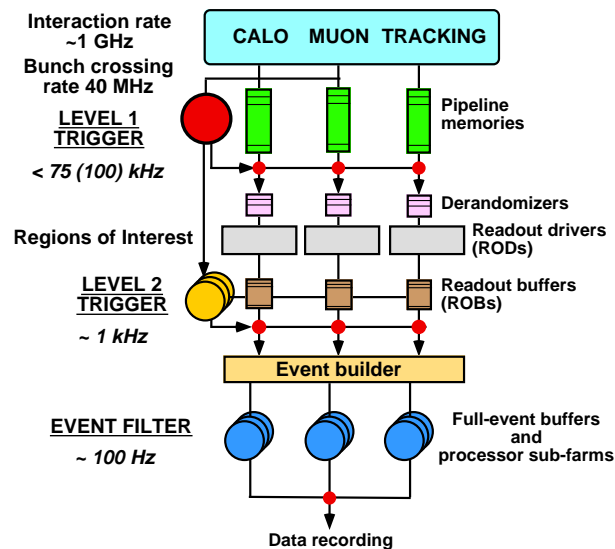 Interaction rate
~1 GHz
CALO MUON TRACKING
Bunch crossing
rate 40 MHz
LEVEL 1
TRIGGER
< 75 (100) kHz
Pipeline
memories
Derandomizers
Regions of Interest
Readout drivers
(RODs)
LEVEL 2
TRIGGER
~ 1 kHz
Readout buffers
(ROBs)
Event builder
EVENT FILTER
~ 100 Hz
Full-event buffers
and
processor sub-farms
Data recording